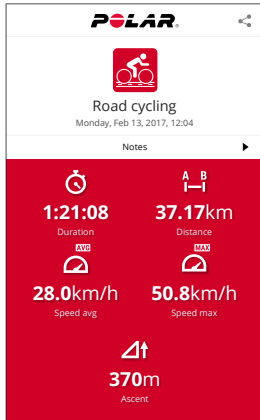 POLAR.
Road cycling
Monday, Feb 13, 2017, 12:04
Notes
A B
1:21:08 37.17km
Duration Distance
AVG MAX
28.0km/h 50.8km/h
Speed avg Speed max
370m
Ascent